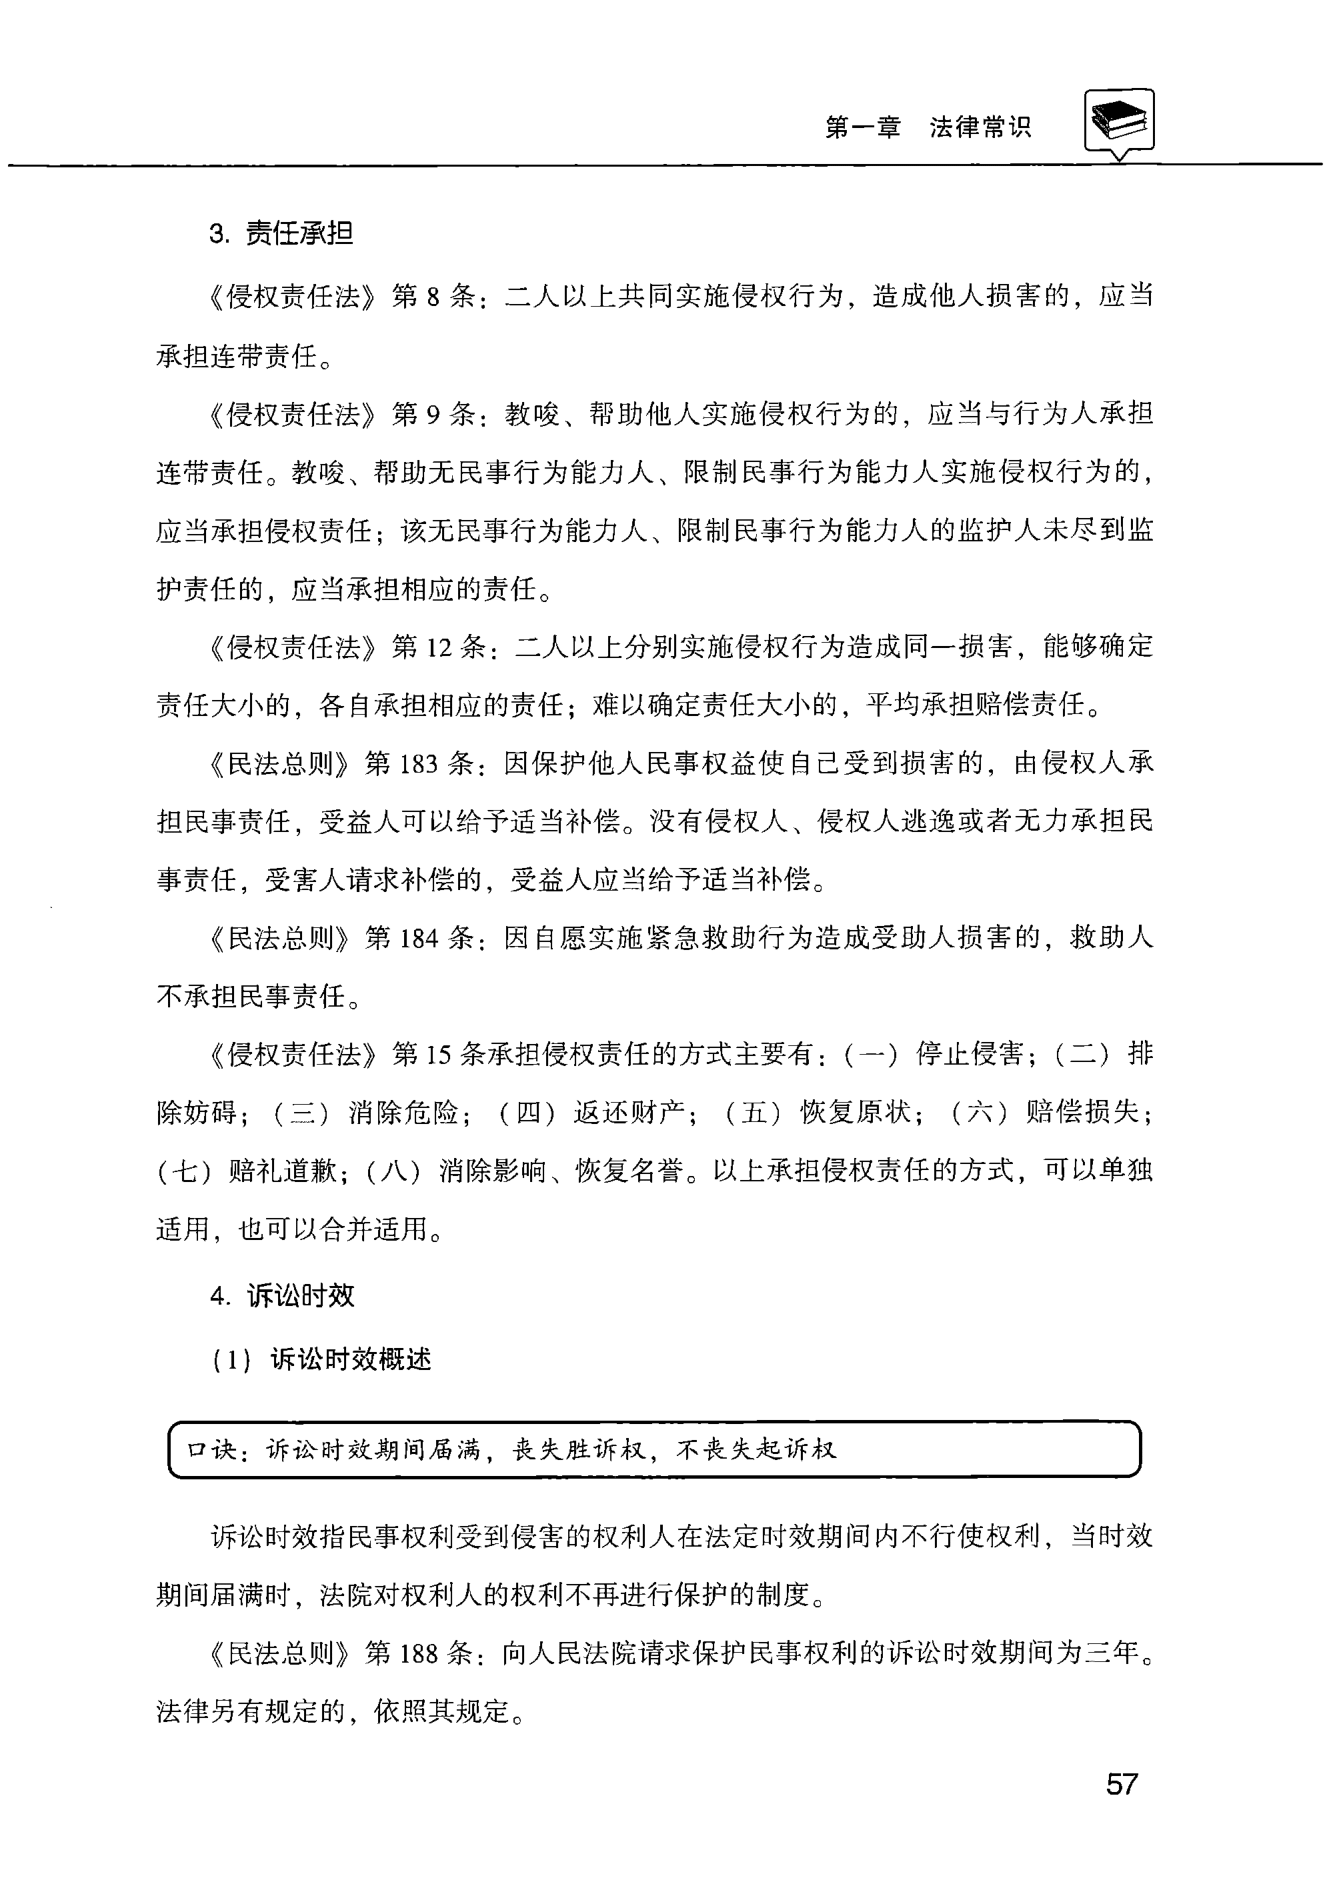 第一章　法律常识
3. 责任承担
《侵权责任法》第 8 条：二人以上共同实施侵权行为，造成他人损害的，应当
承担连带责任。
《侵权责任法》第 9 条：教唆、帮助他人实施侵权行为的，应当与行为人承担
连带责任。教唆、帮助无民事行为能力人、限制民事行为能力人实施侵权行为的，
应当承担侵权责任；该无民事行为能力人、限制民事行为能力人的监护人未尽到监
护责任的，应当承担相应的责任。
《侵权责任法》第 12 条：二人以上分别实施侵权行为造成同一损害，能够确定
责任大小的，各自承担相应的责任；难以确定责任大小的，平均承担赔偿责任。
《民法总则》第 183 条：因保护他人民事权益使自己受到损害的，由侵权人承
担民事责任，受益人可以给予适当补偿。没有侵权人、侵权人逃逸或者无力承担民
事责任，受害人请求补偿的，受益人应当给予适当补偿。
《民法总则》第 184 条：因自愿实施紧急救助行为造成受助人损害的，救助人
不承担民事责任。
《侵权责任法》第 15 条承担侵权责任的方式主要有：（一）停止侵害；（二）排
除妨碍；（三）消除危险；（四）返还财产；（五）恢复原状；（六）赔偿损失；
（七）赔礼道歉；（八）消除影响、恢复名誉。以上承担侵权责任的方式，可以单独
适用，也可以合并适用。
4. 诉讼时效
（1）诉讼时效概述
口诀：诉讼时效期间届满，丧失胜诉权，不丧失起诉权
诉讼时效指民事权利受到侵害的权利人在法定时效期间内不行使权利，当时效
期间届满时，法院对权利人的权利不再进行保护的制度。
《民法总则》第 188 条：向人民法院请求保护民事权利的诉讼时效期间为三年。
法律另有规定的，依照其规定。
57